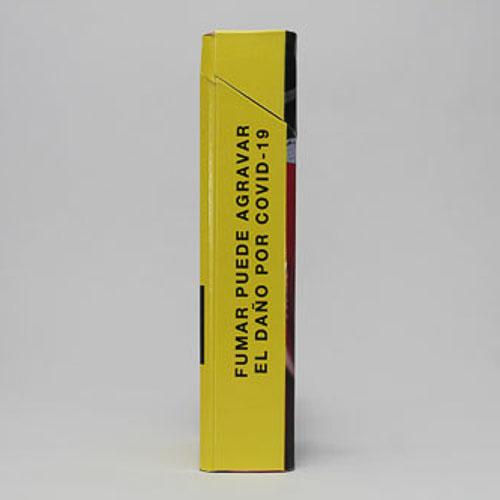 FUMAR PUEDE AGRAVAR
EL DAÑO POR COVID-19